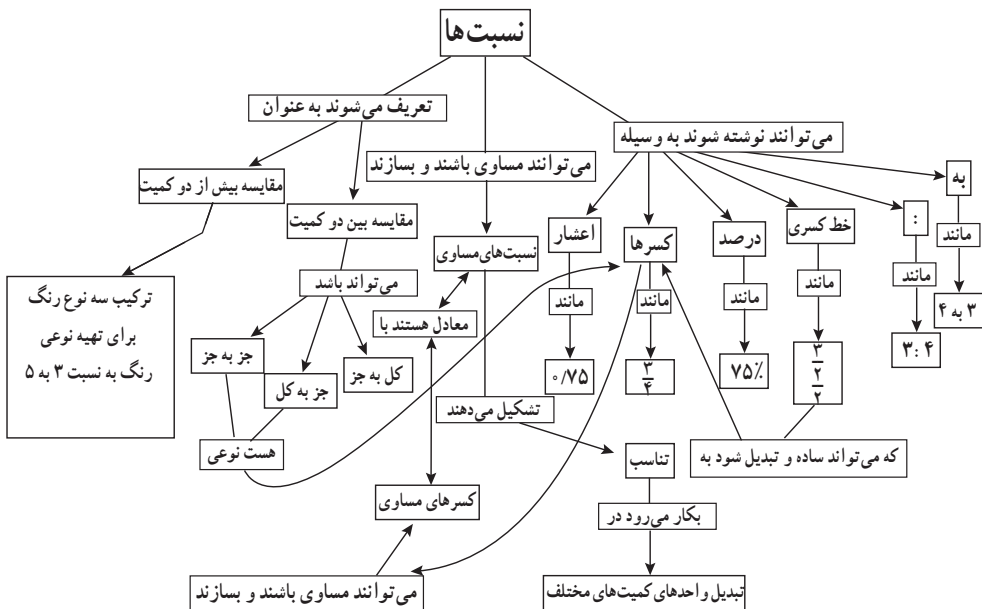 نسبت‌ها
تعریف می‌شوند به عنوان
می‌توانند نوشته شوند به وسیله
می‌توانند مساوی باشند و بسازند
مقایسه بیش از دو کمیت
مقایسه بین دو کمیت
به
:
خط کسری
درصد
کسرها
اعشار
نسبت‌های مساوی
مانند
مانند
مانند
مانند
مانند
مانند
می‌تواند باشد
ترکیب سه نوع رنگ
برای تهیه نوعی
رنگ به نسبت ۳ به ۵
معادل هستند با
۳ به ۴
۳:۴
۳
۲
۲
۷۵٪
۳
۴
۰/۷۵
جز به جز
جز به کل
کل به جز
تشکیل می‌دهند
هست نوعی
تناسب
که می‌تواند ساده و تبدیل شود به
کسرهای مساوی
بکار می‌رود در
می‌توانند مساوی باشند و بسازند
تبدیل واحدهای کمیت‌های مختلف